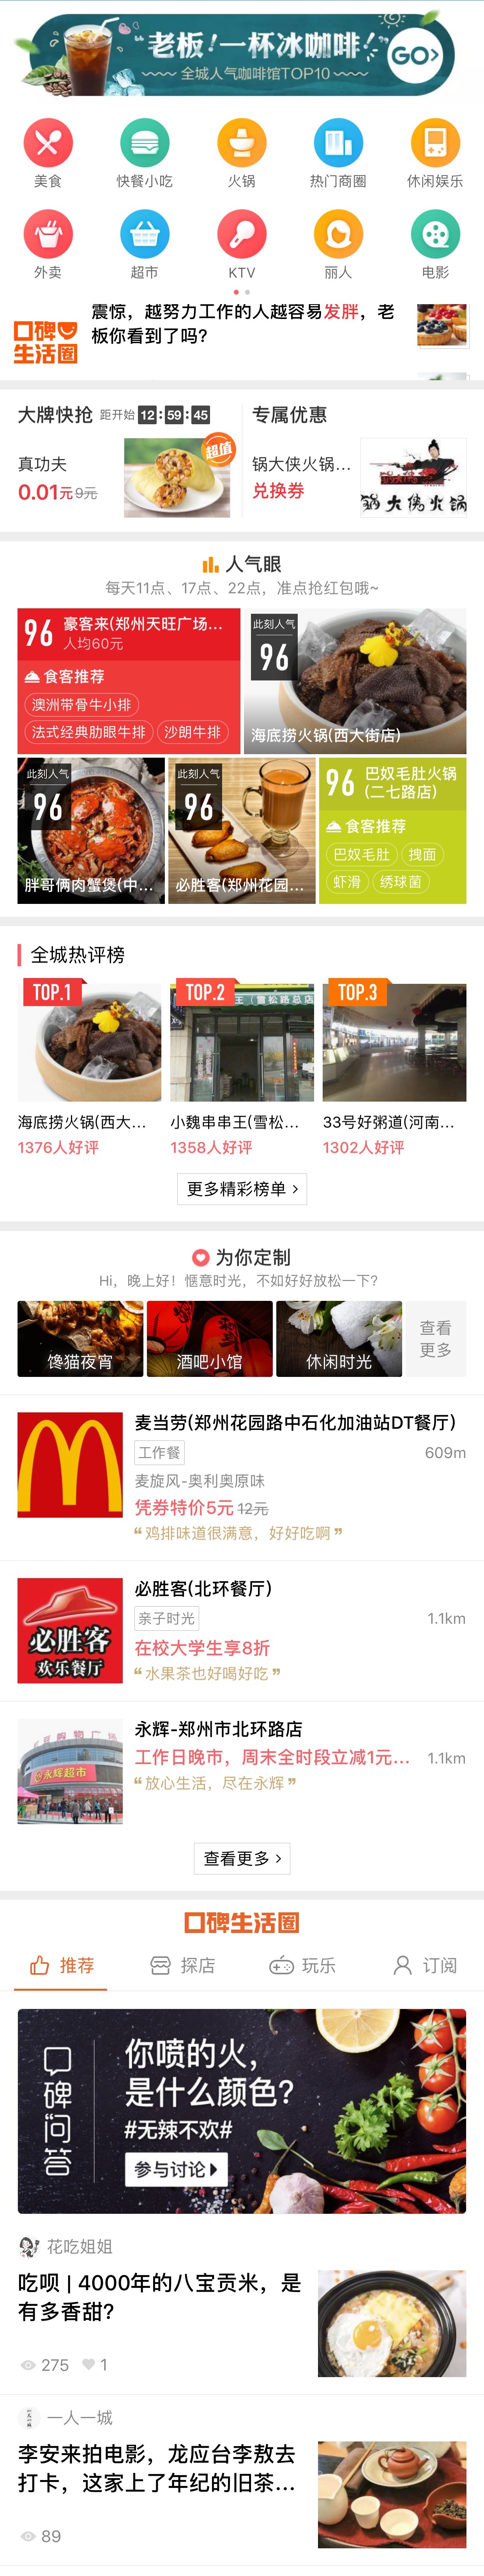 “老板！一杯冰咖啡！”
全城人气咖啡馆TOP10
GO>
美食
快餐小吃
火锅
热门商圈
休闲娱乐
外卖
超市
KTV
丽人
电影
口碑
生活圈
震惊，越努力工作的人越容易发胖，老
板你看到了吗?
大牌快抢 距开始 12:59:45
真功夫
0.01元 9元
超值
专属优惠
锅大侠火锅...
兑换券
锅大侠火锅
人气眼
每天11点、17点、22点，准点抢红包哦~
96
豪客来(郑州天旺广场...
人均60元
食客推荐
澳洲带骨牛小排
法式经典肋眼牛排
沙朗牛排
此刻人气
96
海底捞火锅(西大街店)
此刻人气
96
胖哥俩肉蟹煲(中...
此刻人气
96
必胜客(郑州花园...
96
巴奴毛肚火锅
(二七路店)
食客推荐
巴奴毛肚
拽面
虾滑
绣球菌
全城热评榜
TOP.1
TOP.2
王(雪松路总店
TOP.3
海底捞火锅(西大...
小魏串串王(雪松...
33号好粥道(河南...
1376人好评
1358人好评
1302人好评
更多精彩榜单 >
为你定制
Hi，晚上好！惬意时光，不如好好放松一下?
馋猫夜宵
酒吧小馆
休闲时光
查看
更多
麦当劳(郑州花园路中石化加油站DT餐厅)
工作餐
609m
麦旋风-奥利奥原味
凭券特价5元 12元
“鸡排味道很满意，好好吃啊”
必胜客
欢乐餐厅
必胜客(北环餐厅)
亲子时光
1.1km
在校大学生享8折
“水果茶也好喝好吃”
购物广场
永辉超市
永辉-郑州市北环路店
工作日晚市，周末全时段立减1元...
1.1km
“放心生活，尽在永辉”
查看更多 >
口碑生活圈
推荐
探店
玩乐
订阅
口碑问答
你喷的火，
是什么颜色?
#无辣不欢#
参与讨论
花吃姐姐
吃呗 | 4000年的八宝贡米，是
有多香甜?
275
1
一人一城
李安来拍电影，龙应台李敖去
打卡，这家上了年纪的旧茶...
89